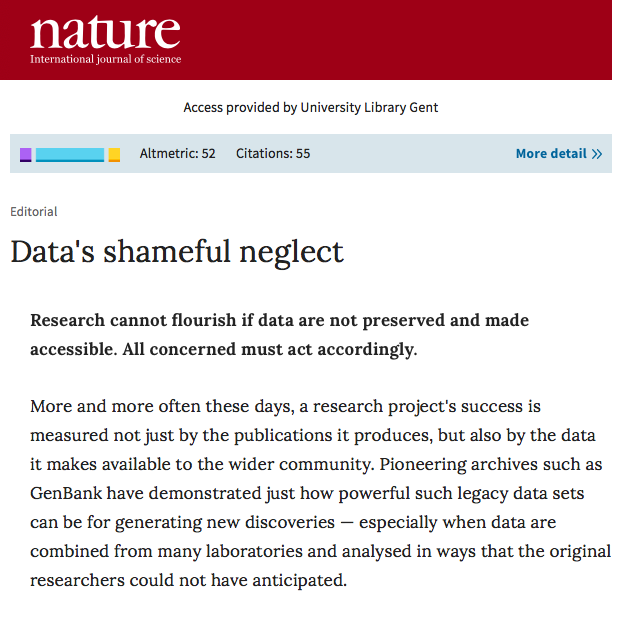 nature
International journal of science
Access provided by University Library Gent
Altmetric: 52 Citations: 55 More detail »
Editorial
Data's shameful neglect
Research cannot flourish if data are not preserved and made
accessible. All concerned must act accordingly.
More and more often these days, a research project's success is
measured not just by the publications it produces, but also by the data
it makes available to the wider community. Pioneering archives such as
GenBank have demonstrated just how powerful such legacy data sets
can be for generating new discoveries — especially when data are
combined from many laboratories and analysed in ways that the original
researchers could not have anticipated.